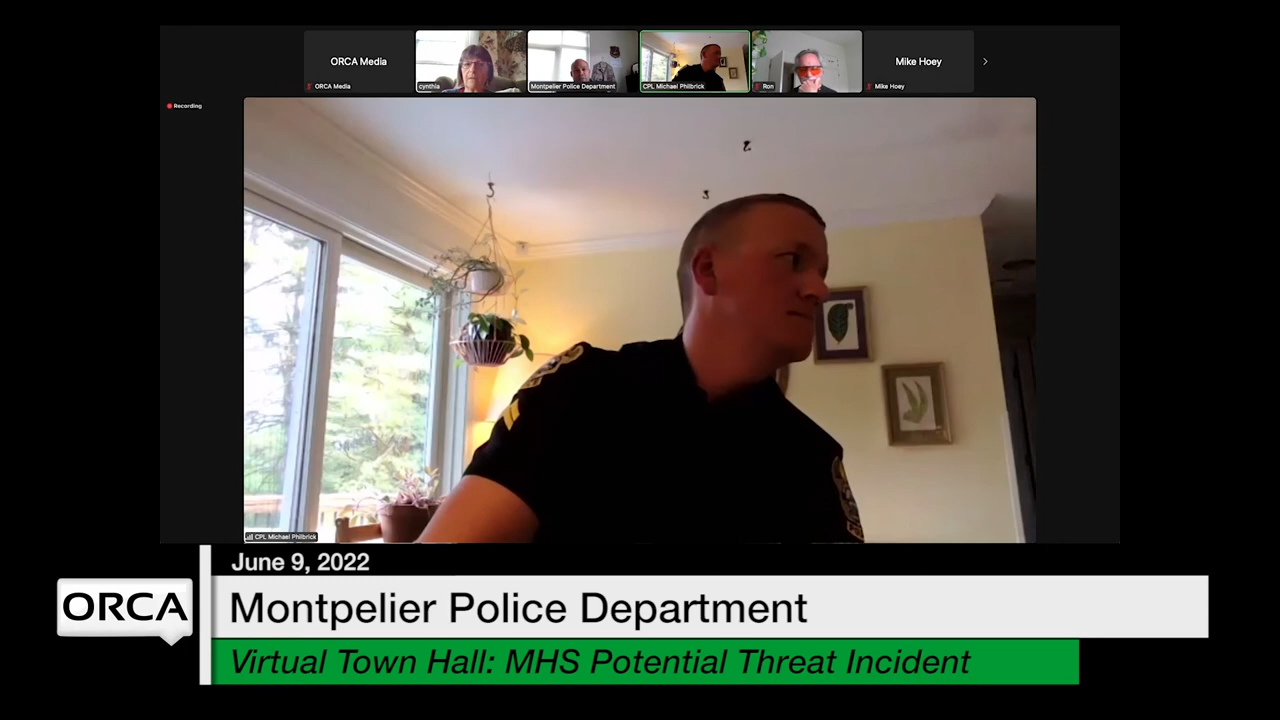 ORCA Media
Mike Hoey
ORCA Media
cynthia
Montpelier Police Department
CPL Michael Philbrick
Ron
Mike Hoey
Recording
CPL Michael Philbrick
June 9, 2022
ORCA
Montpelier Police Department
Virtual Town Hall: MHS Potential Threat Incident